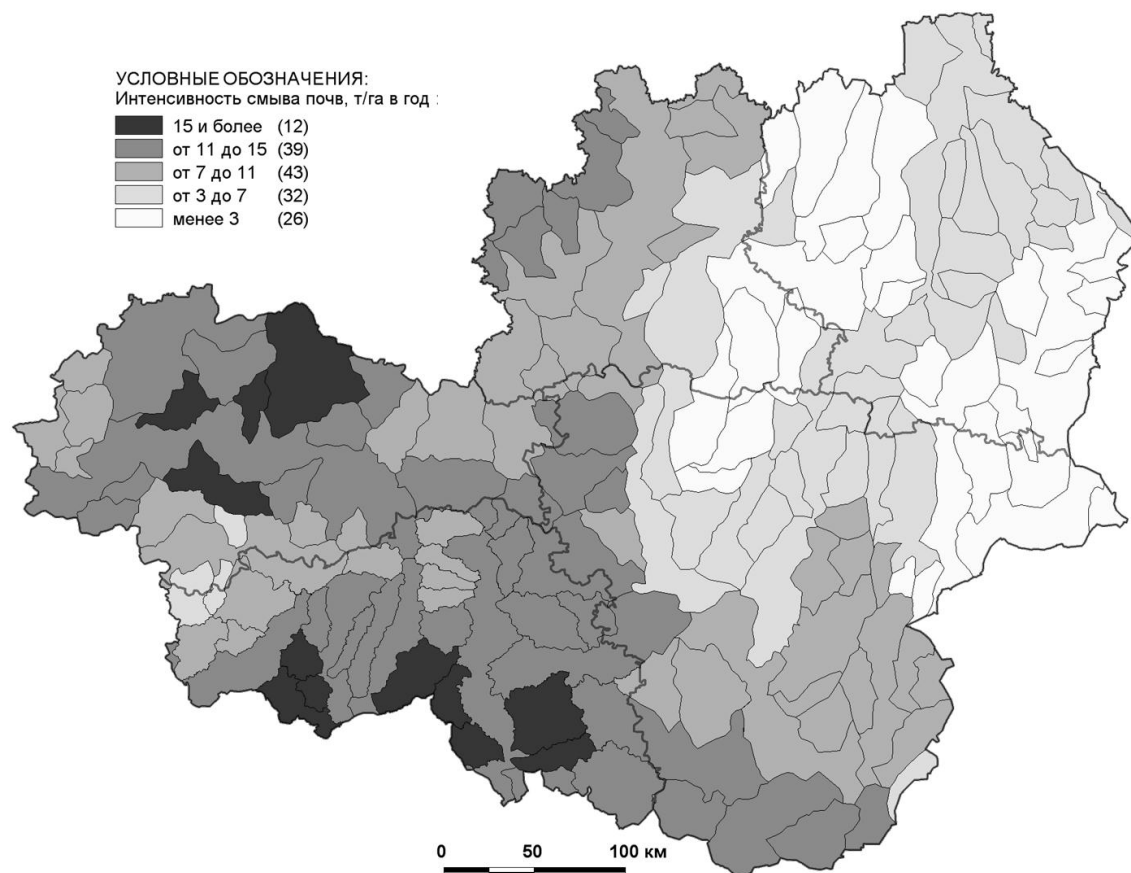 УСЛОВНЫЕ ОБОЗНАЧЕНИЯ:
Интенсивность смыва почв, т/га в год :
15 и более (12)
от 11 до 15 (39)
от 7 до 11 (43)
от 3 до 7 (32)
менее 3 (26)
0 50 100 км